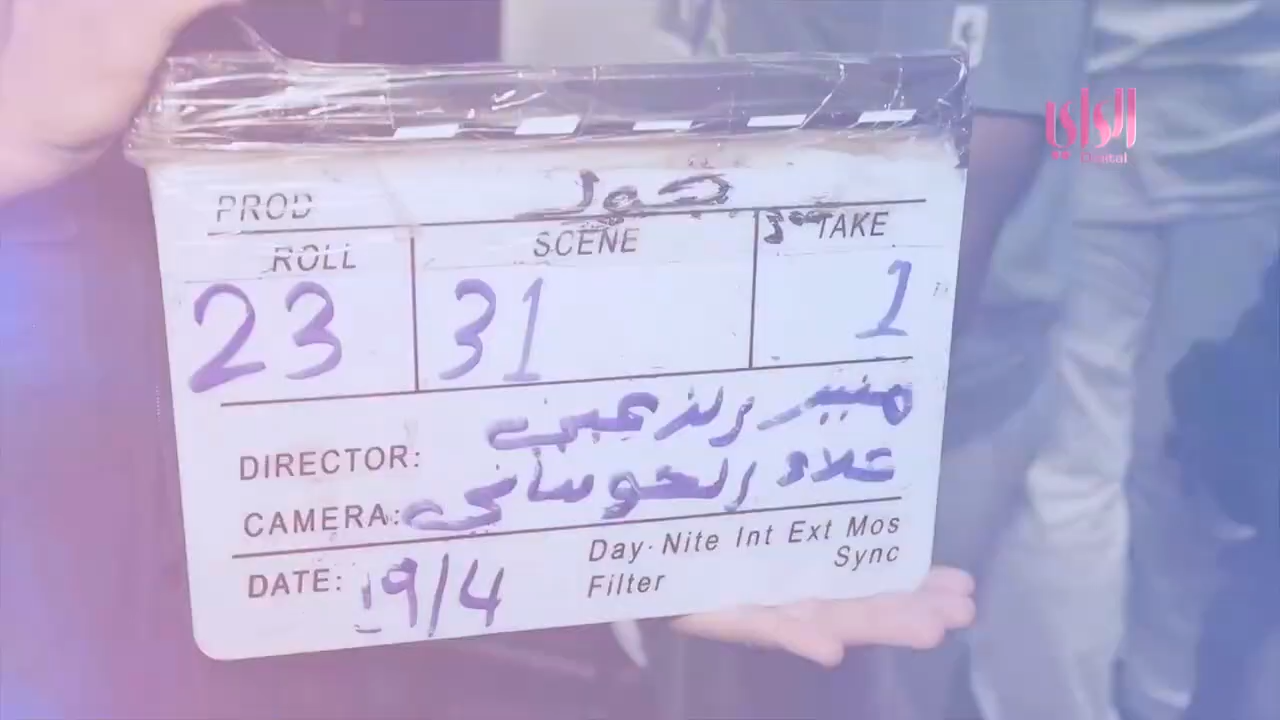 الراي
Digital
PROD
ROLL SCENE TAKE
23 31 1
DIRECTOR: منير الزعبي
CAMERA: علاء الحوساني
DATE: 19/4 Day·Nite Int Ext Mos
Filter Sync